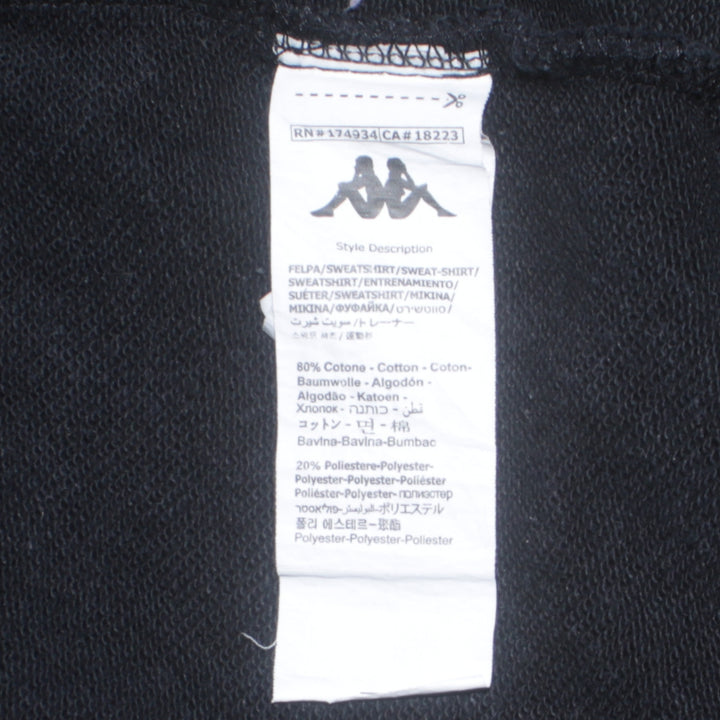 RN#174934 CA#18223
Style Description
FELPA/SWEATSHIRT/SWEAT-SHIRT/
SWEATSHIRT/ENTRENAMIENTO/
SUÉTER/SWEATSHIRT/MIKINA/
MIKINA/ФУФАЙКА/סווטשירט/
سويت شيرت/トレーナー
80% Cotone - Cotton - Coton-
Baumwolle - Algodón -
Algodão - Katoen -
Хлопок - כותנה - قطن -
コットン - 면 - 棉
Bavlna-Bavlna-Bumbac
20% Poliestere-Polyester-
Polyester-Polyester-Poliéster
Poliéster-Polyester-полиэстер
פוליאסטר-البوليستر-ポリエステル
폴리 에스테르-聚酯
Polyester-Polyester-Poliester